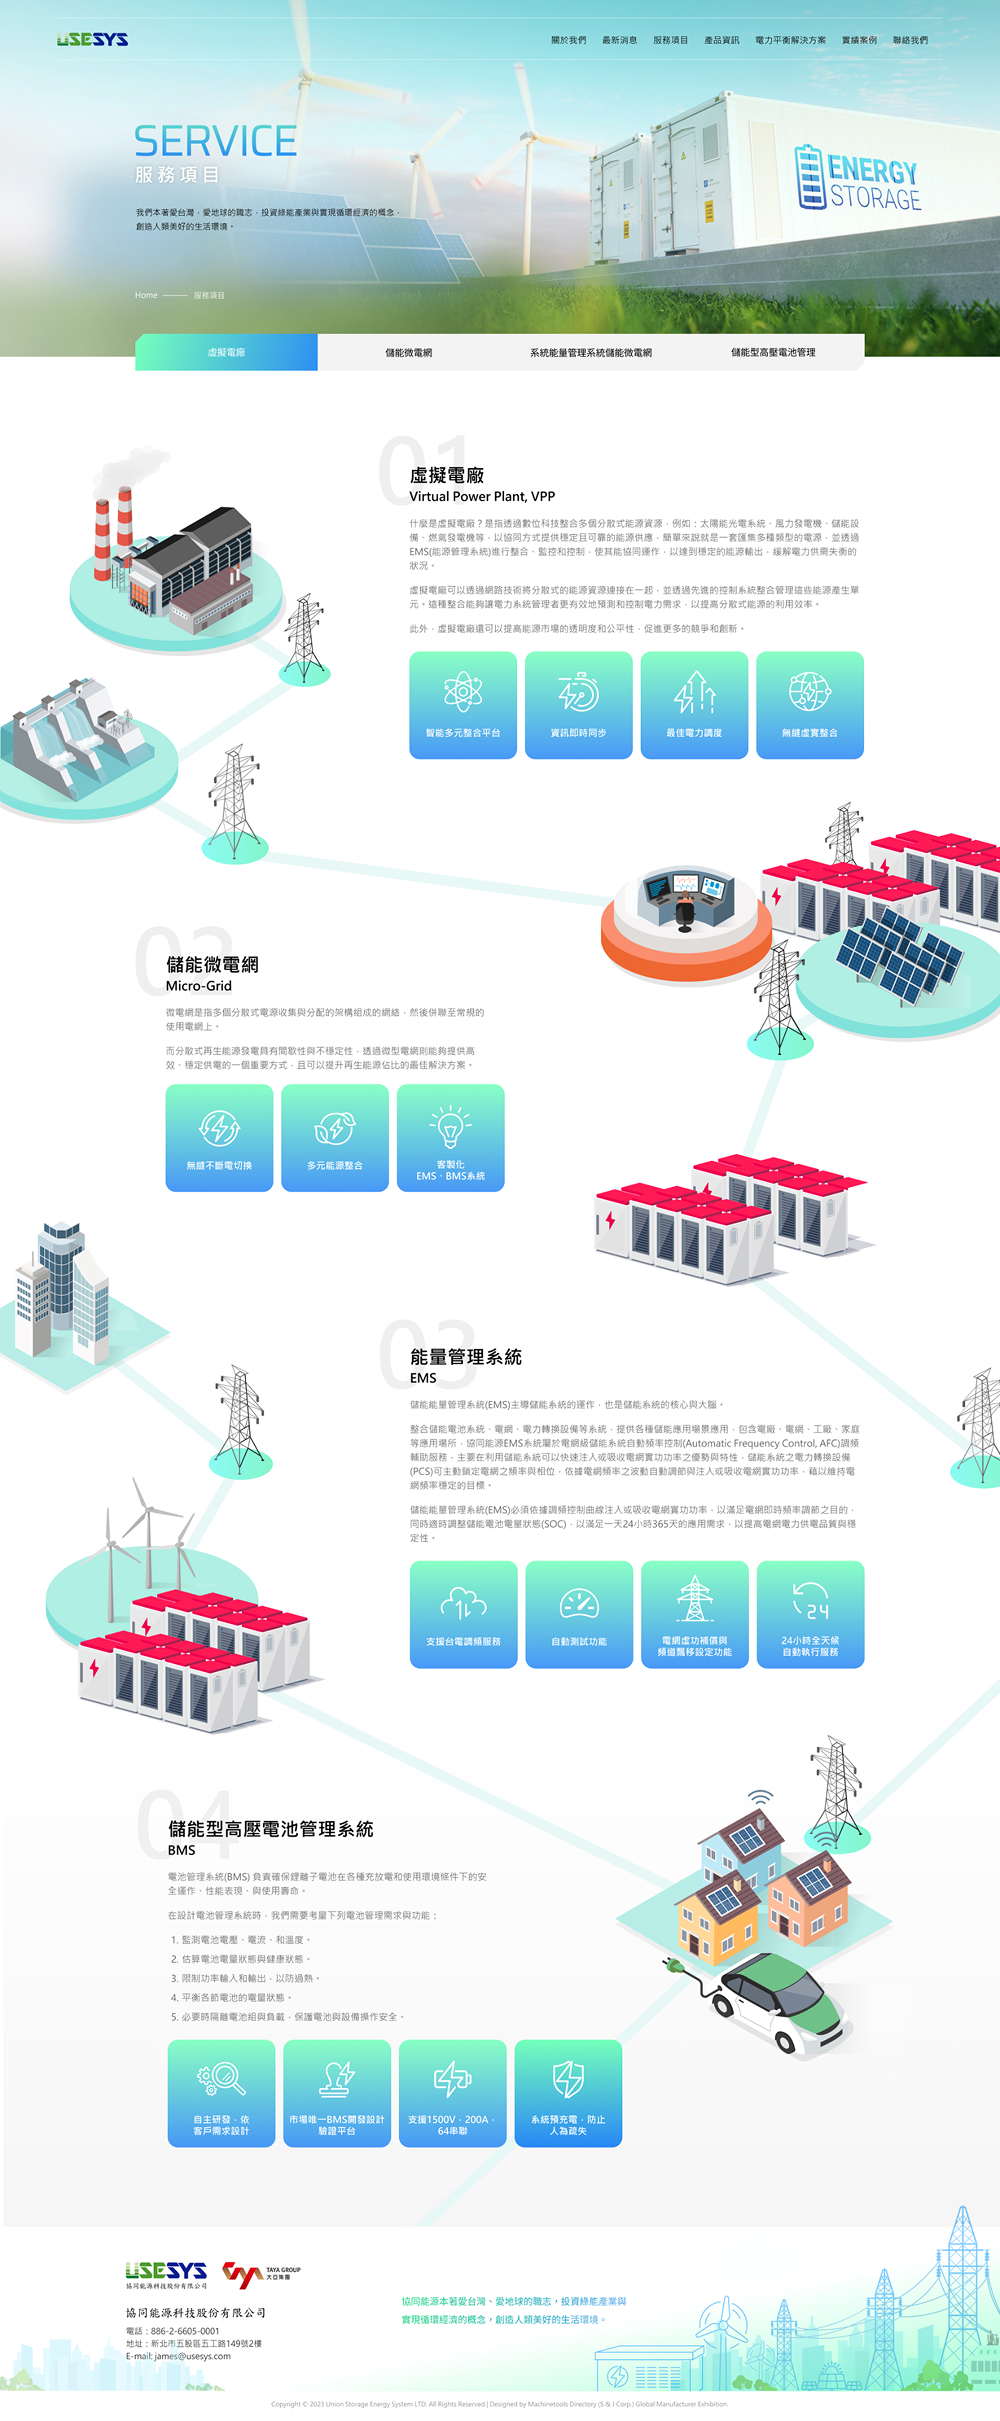 USESYS
關於我們 最新消息 服務項目 產品資訊 電力平衡解決方案 實績案例 聯絡我們
SERVICE
服務項目
我們本著愛台灣，愛地球的職志，投資綠能產業與實現循環經濟的概念，
創造人類美好的生活環境。
ENERGY
STORAGE
Home 服務項目
虛擬電廠 儲能微電網 系統能量管理系統儲能微電網 儲能型高壓電池管理
01
虛擬電廠
Virtual Power Plant, VPP
什麼是虛擬電廠？是指透過數位科技整合多個分散式能源資源，例如：太陽能光電系統、風力發電機、儲能設
備、燃氣發電機等，以協同方式提供穩定且可靠的能源供應，簡單來說就是一套匯集多種類型的電源，並透過
EMS(能源管理系統)進行整合、監控和控制，使其能協同運作，以達到穩定的能源輸出，緩解電力供需失衡的
狀況。
虛擬電廠可以透過網路技術將分散式的能源資源連接在一起，並透過先進的控制系統整合管理這些能源產生單
元。這種整合能夠讓電力系統管理者更有效地預測和控制電力需求，以提高分散式能源的利用效率。
此外，虛擬電廠還可以提高能源市場的透明度和公平性，促進更多的競爭和創新。
智能多元整合平台 資訊即時同步 最佳電力調度 無縫虛實整合
02
儲能微電網
Micro-Grid
微電網是指多個分散式電源收集與分配的架構組成的網絡，然後併聯至常規的
使用電網上。
而分散式再生能源發電具有間歇性與不穩定性，透過微型電網則能夠提供高
效、穩定供電的一個重要方式，且可以提升再生能源佔比的最佳解決方案。
無縫不斷電切換 多元能源整合 客製化
EMS、BMS系統
03
能量管理系統
EMS
儲能能量管理系統(EMS)主導儲能系統的運作，也是儲能系統的核心與大腦。
整合儲能電池系統、電網、電力轉換設備等系統，提供各種儲能應用場景應用，包含電廠、電網、工廠、家庭
等應用場所，協同能源EMS系統屬於電網級儲能系統自動頻率控制(Automatic Frequency Control, AFC)調頻
輔助服務，主要在利用儲能系統可以快速注入或吸收電網實功功率之優勢與特性，儲能系統之電力轉換設備
(PCS)可主動鎖定電網之頻率與相位，依據電網頻率之波動自動調節與注入或吸收電網實功功率，藉以維持電
網頻率穩定的目標。
儲能能量管理系統(EMS)必須依據調頻控制曲線注入或吸收電網實功功率，以滿足電網即時頻率調節之目的，
同時適時調整儲能電池電量狀態(SOC)，以滿足一天24小時365天的應用需求，以提高電網電力供電品質與穩
定性。
24
支援台電調頻服務 自動測試功能 電網虛功補償與
頻道飄移設定功能 24小時全天候
自動執行服務
04
儲能型高壓電池管理系統
BMS
電池管理系統(BMS) 負責確保鋰離子電池在各種充放電和使用環境條件下的安
全運作、性能表現、與使用壽命。
在設計電池管理系統時，我們需要考量下列電池管理需求與功能：
1. 監測電池電壓、電流、和溫度。
2. 估算電池電量狀態與健康狀態。
3. 限制功率輸入和輸出，以防過熱。
4. 平衡各節電池的電量狀態。
5. 必要時隔離電池組與負載，保護電池與設備操作安全。
自主研發，依
客戶需求設計 市場唯一BMS開發設計
驗證平台 支援1500V，200A，
64串聯 系統預充電，防止
人為疏失
USESYS
協同能源科技股份有限公司
TAYA GROUP
大亞集團
協同能源科技股份有限公司
電話：886-2-6605-0001
地址：新北市五股區五工路149號2樓
E-mail: james@usesys.com
協同能源本著愛台灣、愛地球的職志，投資綠能產業與
實現循環經濟的概念，創造人類美好的生活環境。
Copyright © 2023 Union Storage Energy System LTD. All Rights Reserved | Designed by Machinetools Directory (S & J Corp.) Global Manufacturer Exhibition.